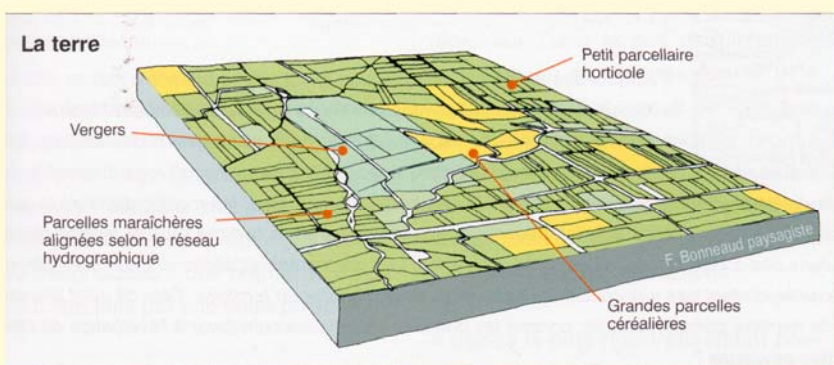 La terre
Petit parcellaire
horticole
Vergers
Parcelles maraîchères
alignées selon le réseau
hydrographique
F. Bonneaud paysagiste
Grandes parcelles
céréalières